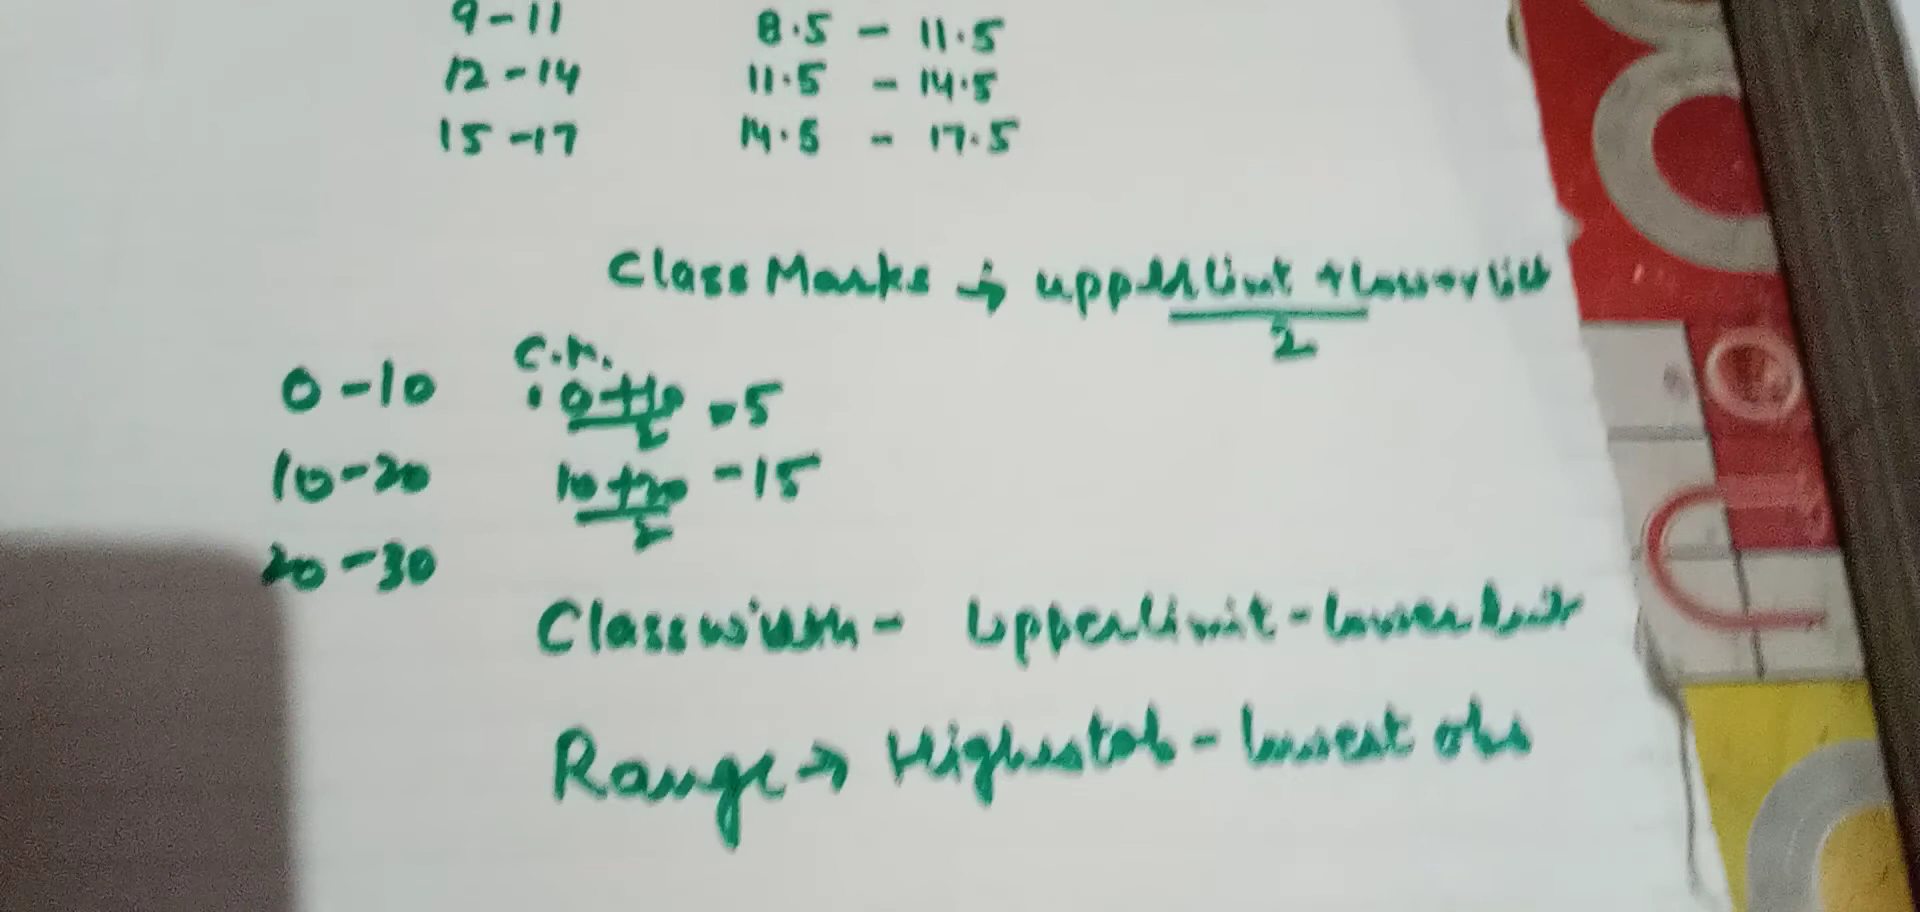 9-11 8.5 - 11.5
12-14 11.5 - 14.5
15-17 14.5 - 17.5
Class Marks → upper limit + lower limit
2
C.M.
0-10 0+10 = 5
2
10-20 10+20 - 15
2
20-30
Class width - Upper limit - lower limit
Range → Highest ob - lowest obs